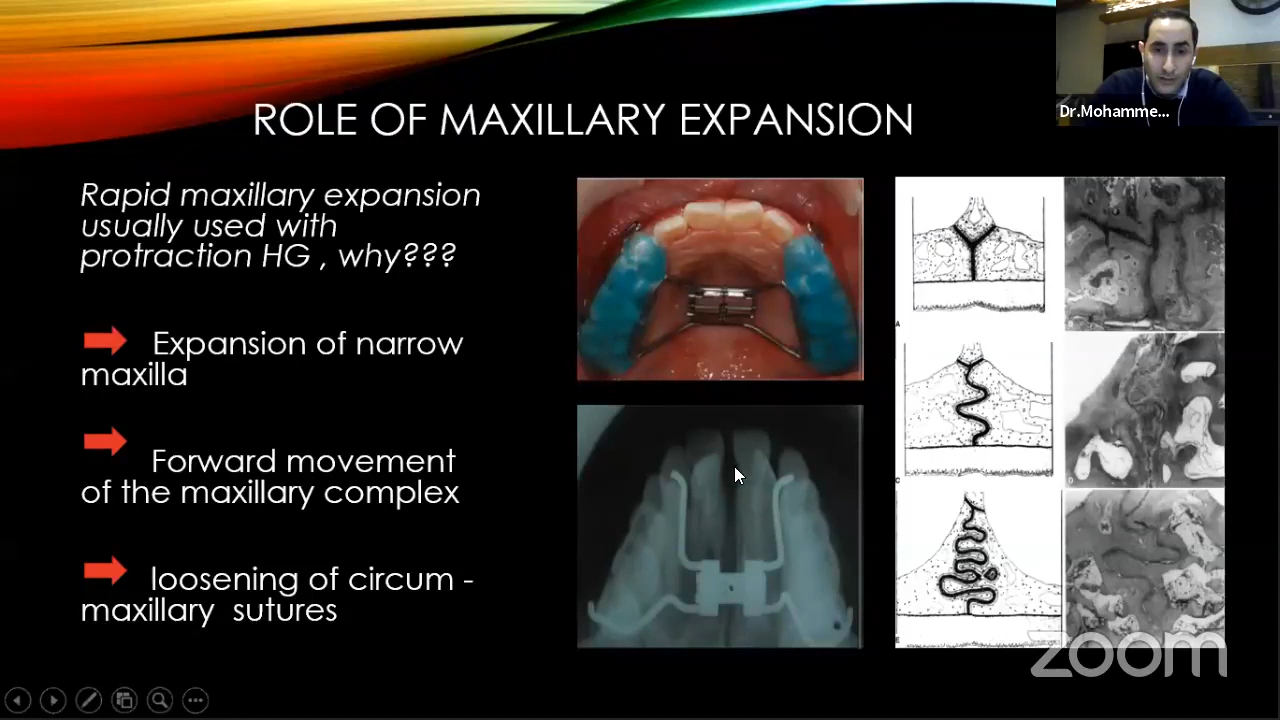 Dr.Mohamme...
ROLE OF MAXILLARY EXPANSION
Rapid maxillary expansion
usually used with
protraction HG , why???
Expansion of narrow
maxilla
Forward movement
of the maxillary complex
loosening of circum -
maxillary sutures
A
C
D
E
zoom